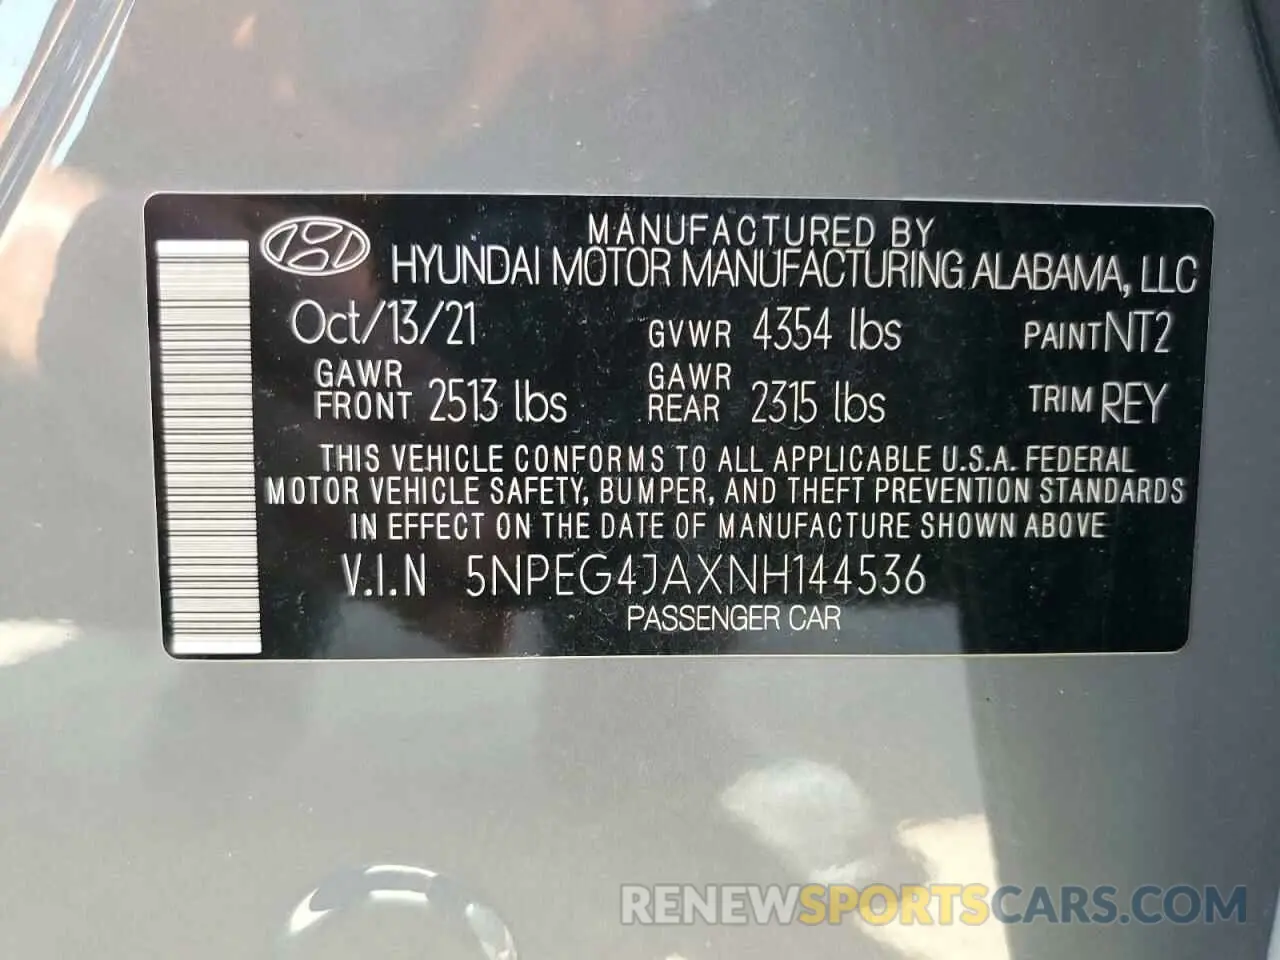 MANUFACTURED BY
HYUNDAI MOTOR MANUFACTURING ALABAMA, LLC
Oct/13/21 GVWR 4354 lbs PAINT NT2
GAWR FRONT 2513 lbs GAWR REAR 2315 lbs TRIM REY
THIS VEHICLE CONFORMS TO ALL APPLICABLE U.S.A. FEDERAL
MOTOR VEHICLE SAFETY, BUMPER, AND THEFT PREVENTION STANDARDS
IN EFFECT ON THE DATE OF MANUFACTURE SHOWN ABOVE
V.I.N 5NPEG4JAXNH144536
PASSENGER CAR
RENEWSPORTSCARS.COM